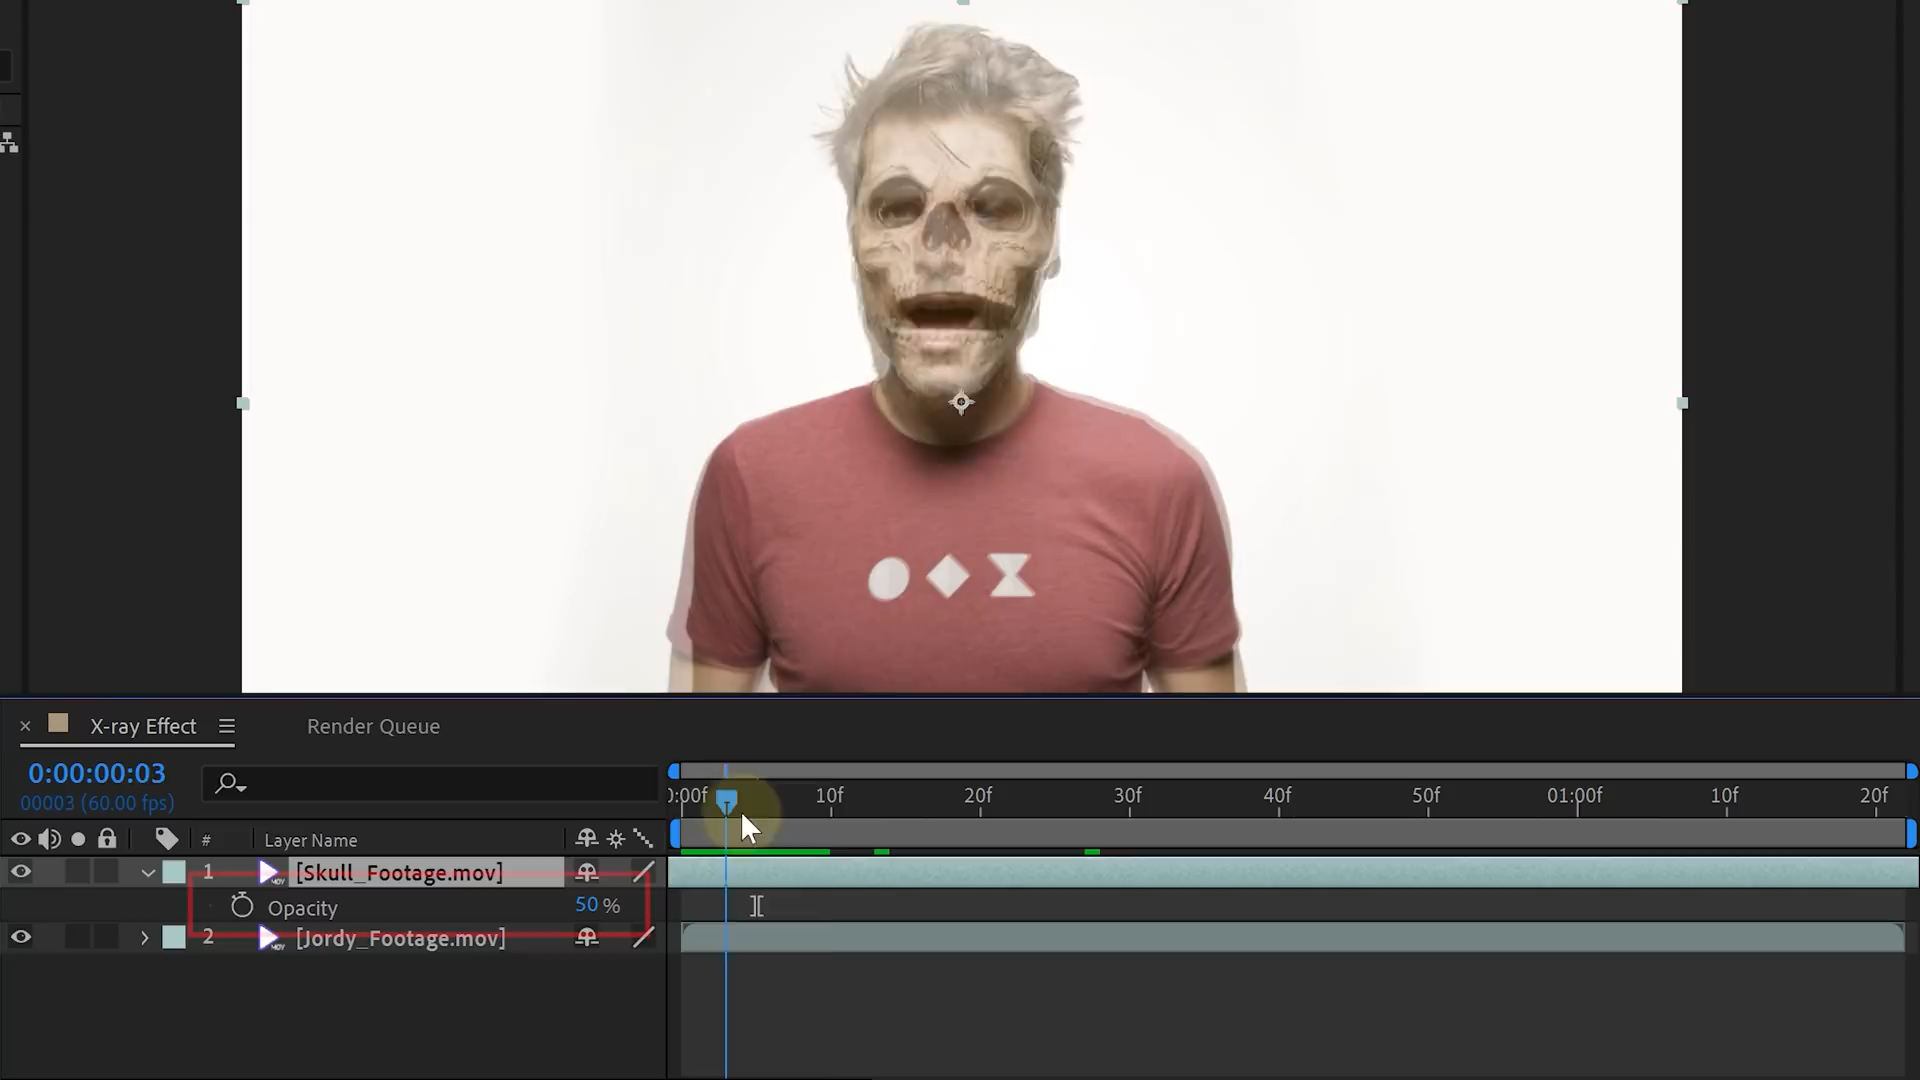 X-ray Effect
Render Queue
0:00:00:03
00003 (60.00 fps)
):00f 10f 20f 30f 40f 50f 01:00f 10f 20f
# Layer Name
1 [Skull_Footage.mov]
Opacity 50 %
2 [Jordy_Footage.mov]